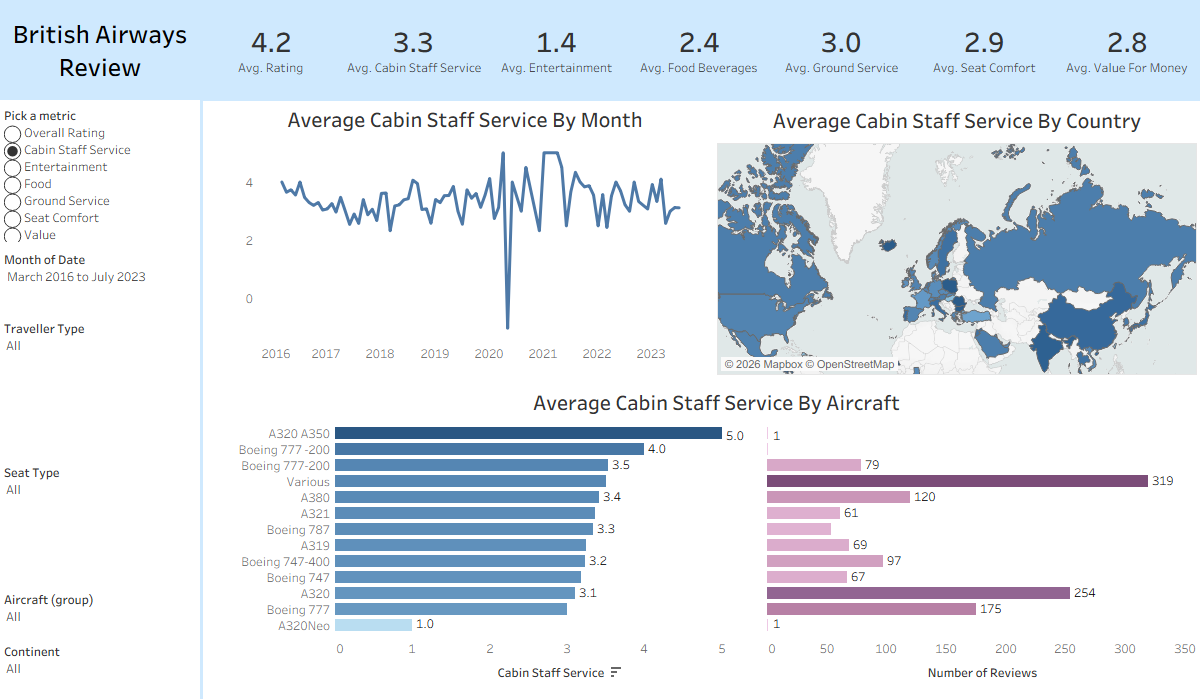 British Airways
Review
4.2
Avg. Rating
3.3
Avg. Cabin Staff Service
1.4
Avg. Entertainment
2.4
Avg. Food Beverages
3.0
Avg. Ground Service
2.9
Avg. Seat Comfort
2.8
Avg. Value For Money
Pick a metric
Overall Rating
Cabin Staff Service
Entertainment
Food
Ground Service
Seat Comfort
Value
Month of Date
March 2016 to July 2023
Traveller Type
All
Seat Type
All
Aircraft (group)
All
Continent
All
Average Cabin Staff Service By Month
4
2
0
2016 2017 2018 2019 2020 2021 2022 2023
Average Cabin Staff Service By Country
© 2026 Mapbox © OpenStreetMap
Average Cabin Staff Service By Aircraft
A320 A350 5.0 1
Boeing 777 -200 4.0
Boeing 777-200 3.5 79
Various 319
A380 3.4 120
A321 61
Boeing 787 3.3
A319 69
Boeing 747-400 3.2 97
Boeing 747 67
A320 3.1 254
Boeing 777 175
A320Neo 1.0 1
0 1 2 3 4 5 0 50 100 150 200 250 300 350
Cabin Staff Service Number of Reviews